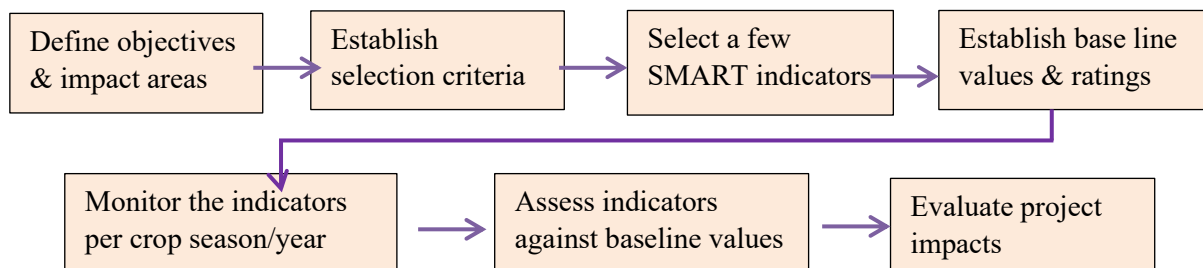 Define objectives
& impact areas
Establish
selection criteria
Select a few
SMART indicators
Establish base line
values & ratings
Monitor the indicators
per crop season/year
Assess indicators
against baseline values
Evaluate project
impacts